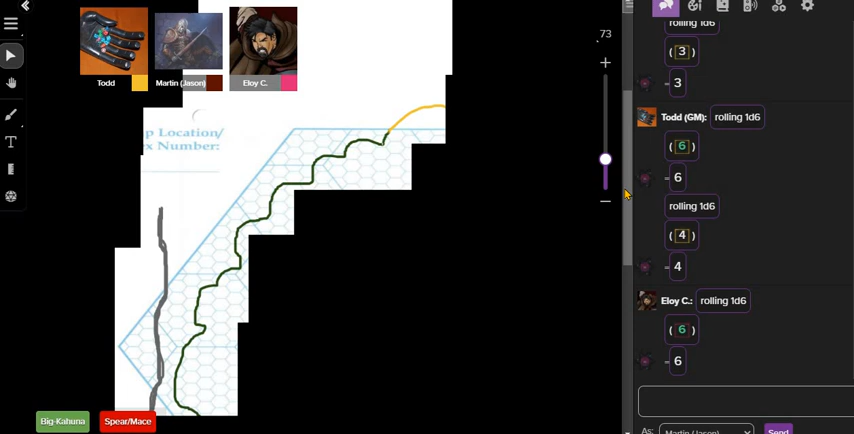 Todd
Martin (Jason)
Eloy C.
Location/
Number:
73
rolling 1d6
(3)
=3
Todd (GM): rolling 1d6
(6)
=6
rolling 1d6
(4)
=4
Eloy C.: rolling 1d6
(6)
=6
Big-Kahuna
Spear/Mace
As: Martin (Jason) Send